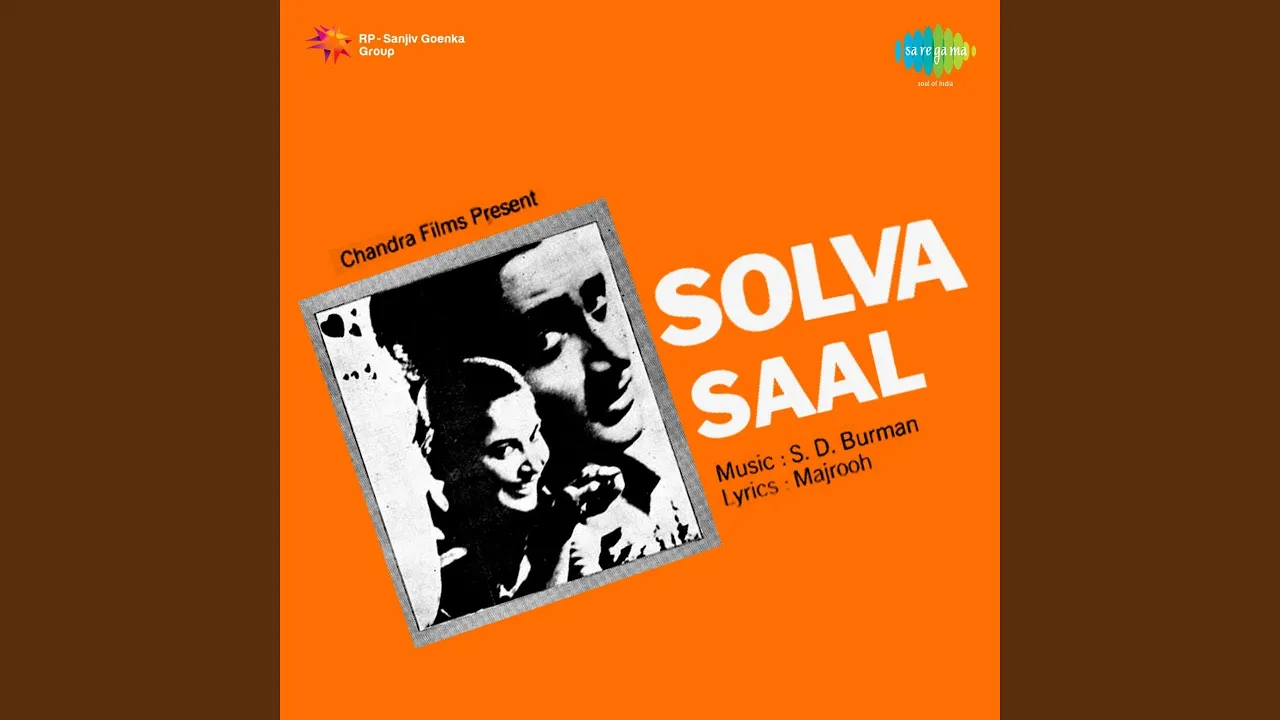 RP-Sanjiv Goenka
Group
sa re ga ma
soul of india
Chandra Films Present
SOLVA
SAAL
Music : S. D. Burman
Lyrics : Majrooh